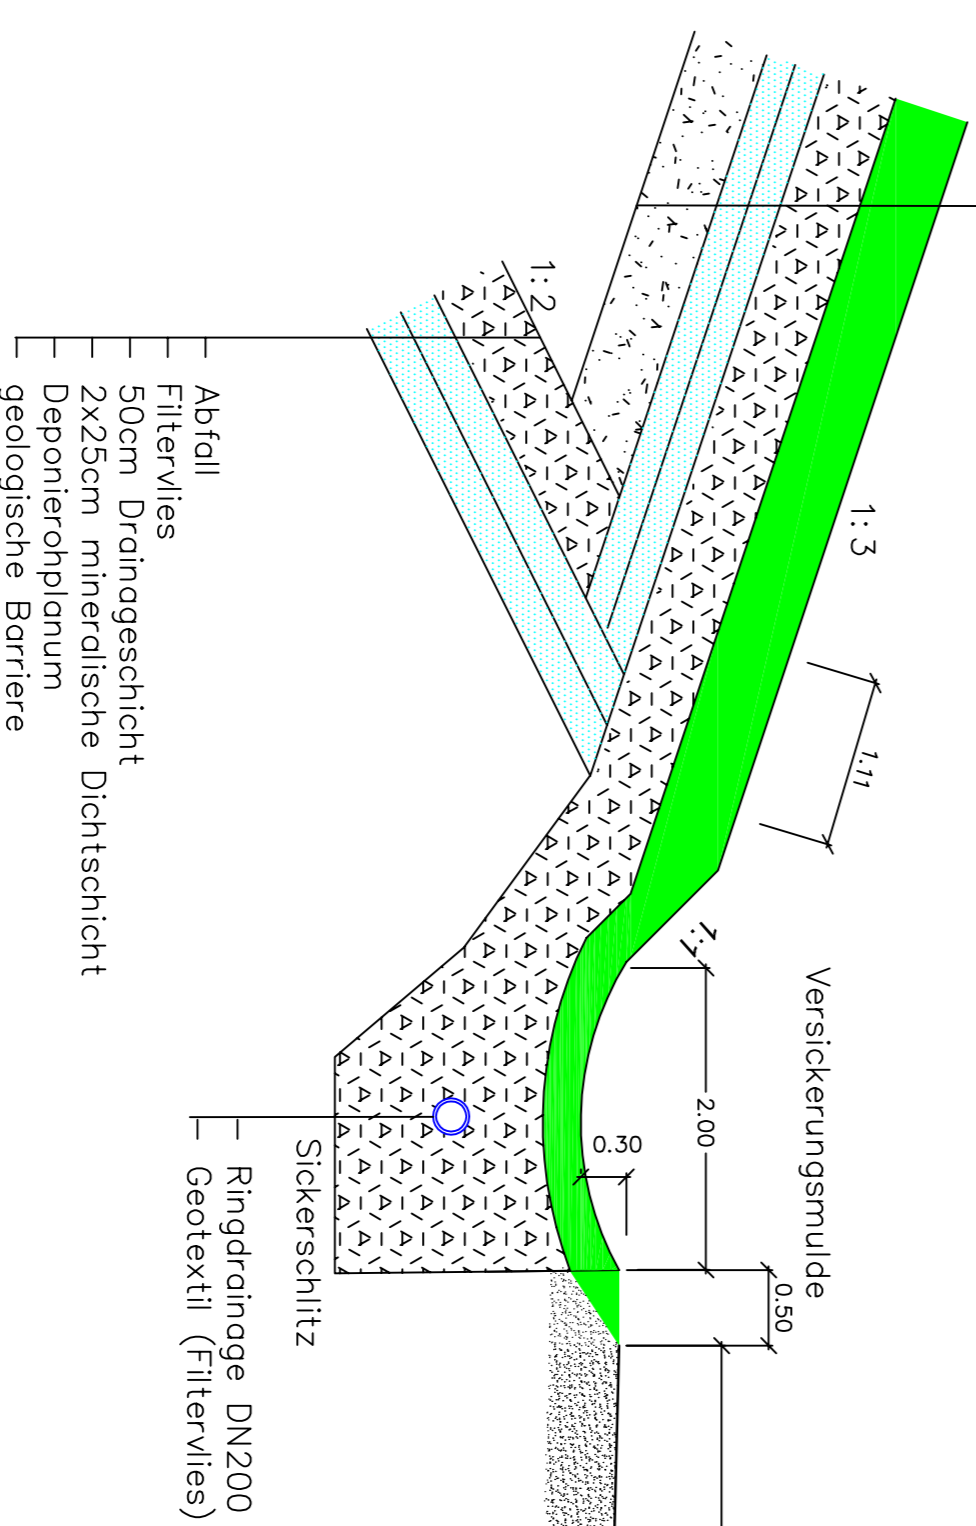 1:3
1.11
1:1
Versickerungsmulde
2.00
0.30
0.50
1:2
Abfall
Filtervlies
50cm Drainageschicht
2x25cm mineralische Dichtschicht
Deponierohplanum
geologische Barriere
Sickerschlitz
Ringdrainage DN200
Geotextil (Filtervlies)